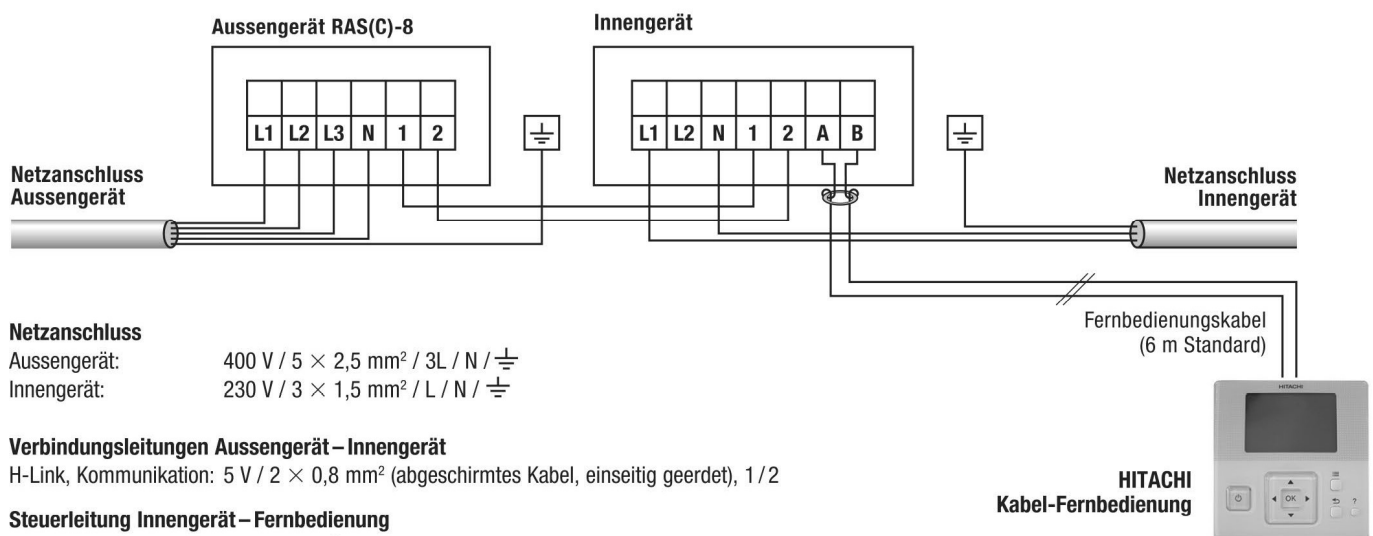 Aussengerät RAS(C)-8
Innengerät
L1 L2 L3 N 1 2
L1 L2 N 1 2 A B
Netzanschluss
Aussengerät
Netzanschluss
Innengerät
Fernbedienungskabel
(6 m Standard)
Netzanschluss
Aussengerät: 400 V / 5 × 2,5 mm² / 3L / N / ⏚
Innengerät: 230 V / 3 × 1,5 mm² / L / N / ⏚
Verbindungsleitungen Aussengerät – Innengerät
H-Link, Kommunikation: 5 V / 2 × 0,8 mm² (abgeschirmtes Kabel, einseitig geerdet), 1 / 2
Steuerleitung Innengerät – Fernbedienung
HITACHI
Kabel-Fernbedienung
HITACHI
OK
?